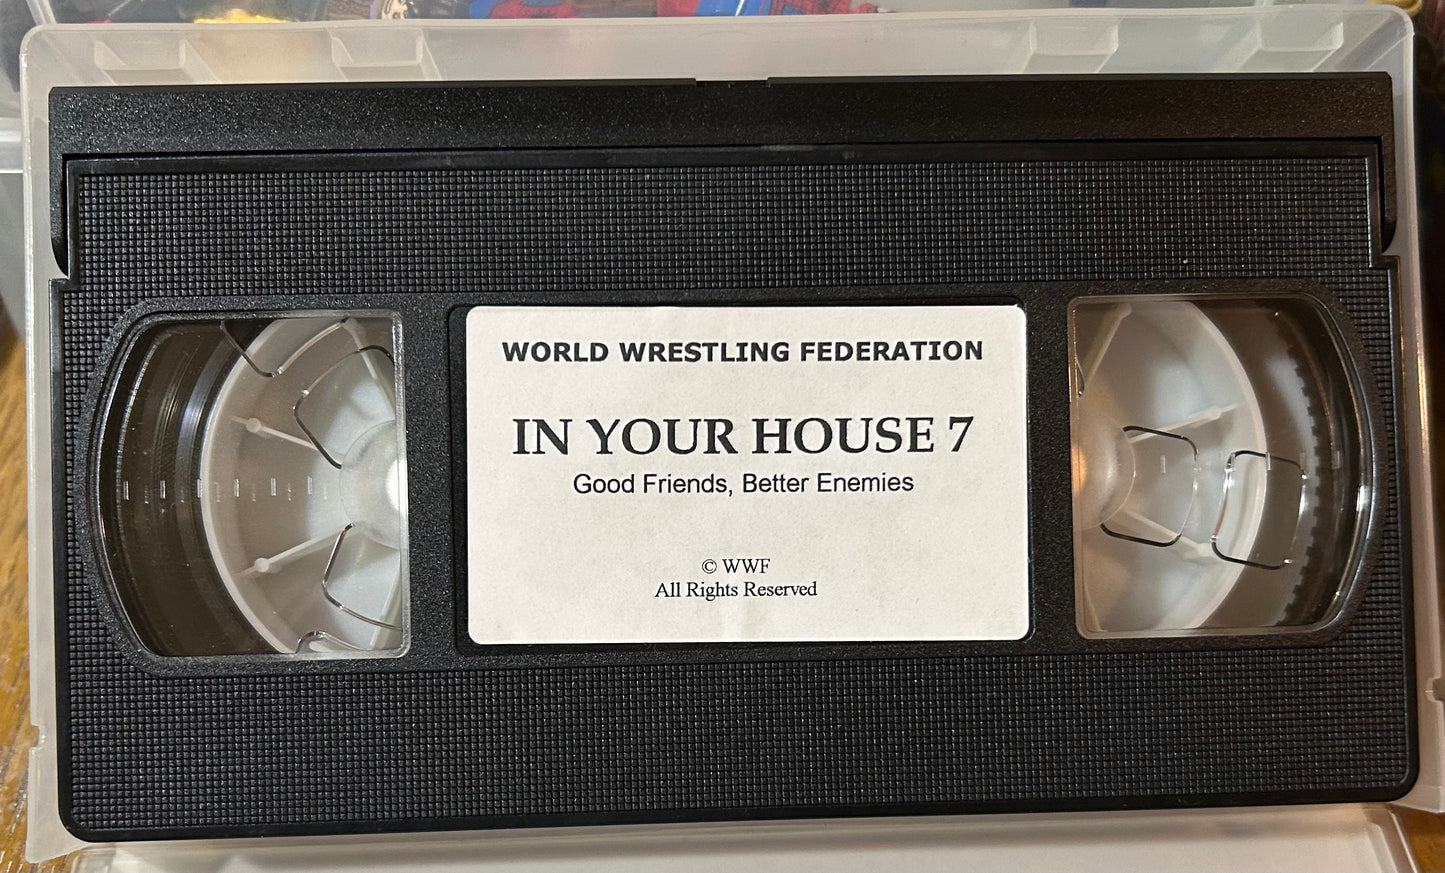 WORLD WRESTLING FEDERATION
IN YOUR HOUSE 7
Good Friends, Better Enemies
© WWF
All Rights Reserved